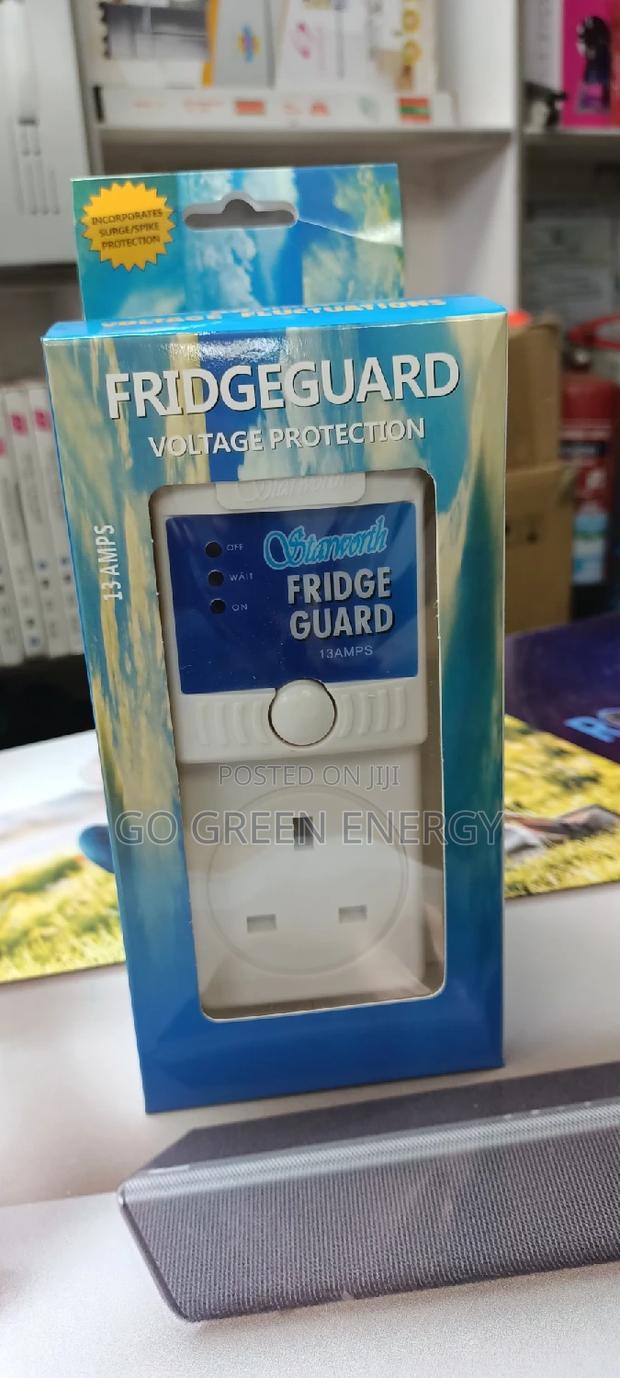 INCORPORATES
SURGE/SPIKE
PROTECTION
VOLTAGE FLUCTUATIONS
FRIDGEGUARD
VOLTAGE PROTECTION
13 AMPS
Stanworth
OFF
WAIT
ON
Stanworth
FRIDGE
GUARD
13AMPS
POSTED ON JIJI
GO GREEN ENERGY